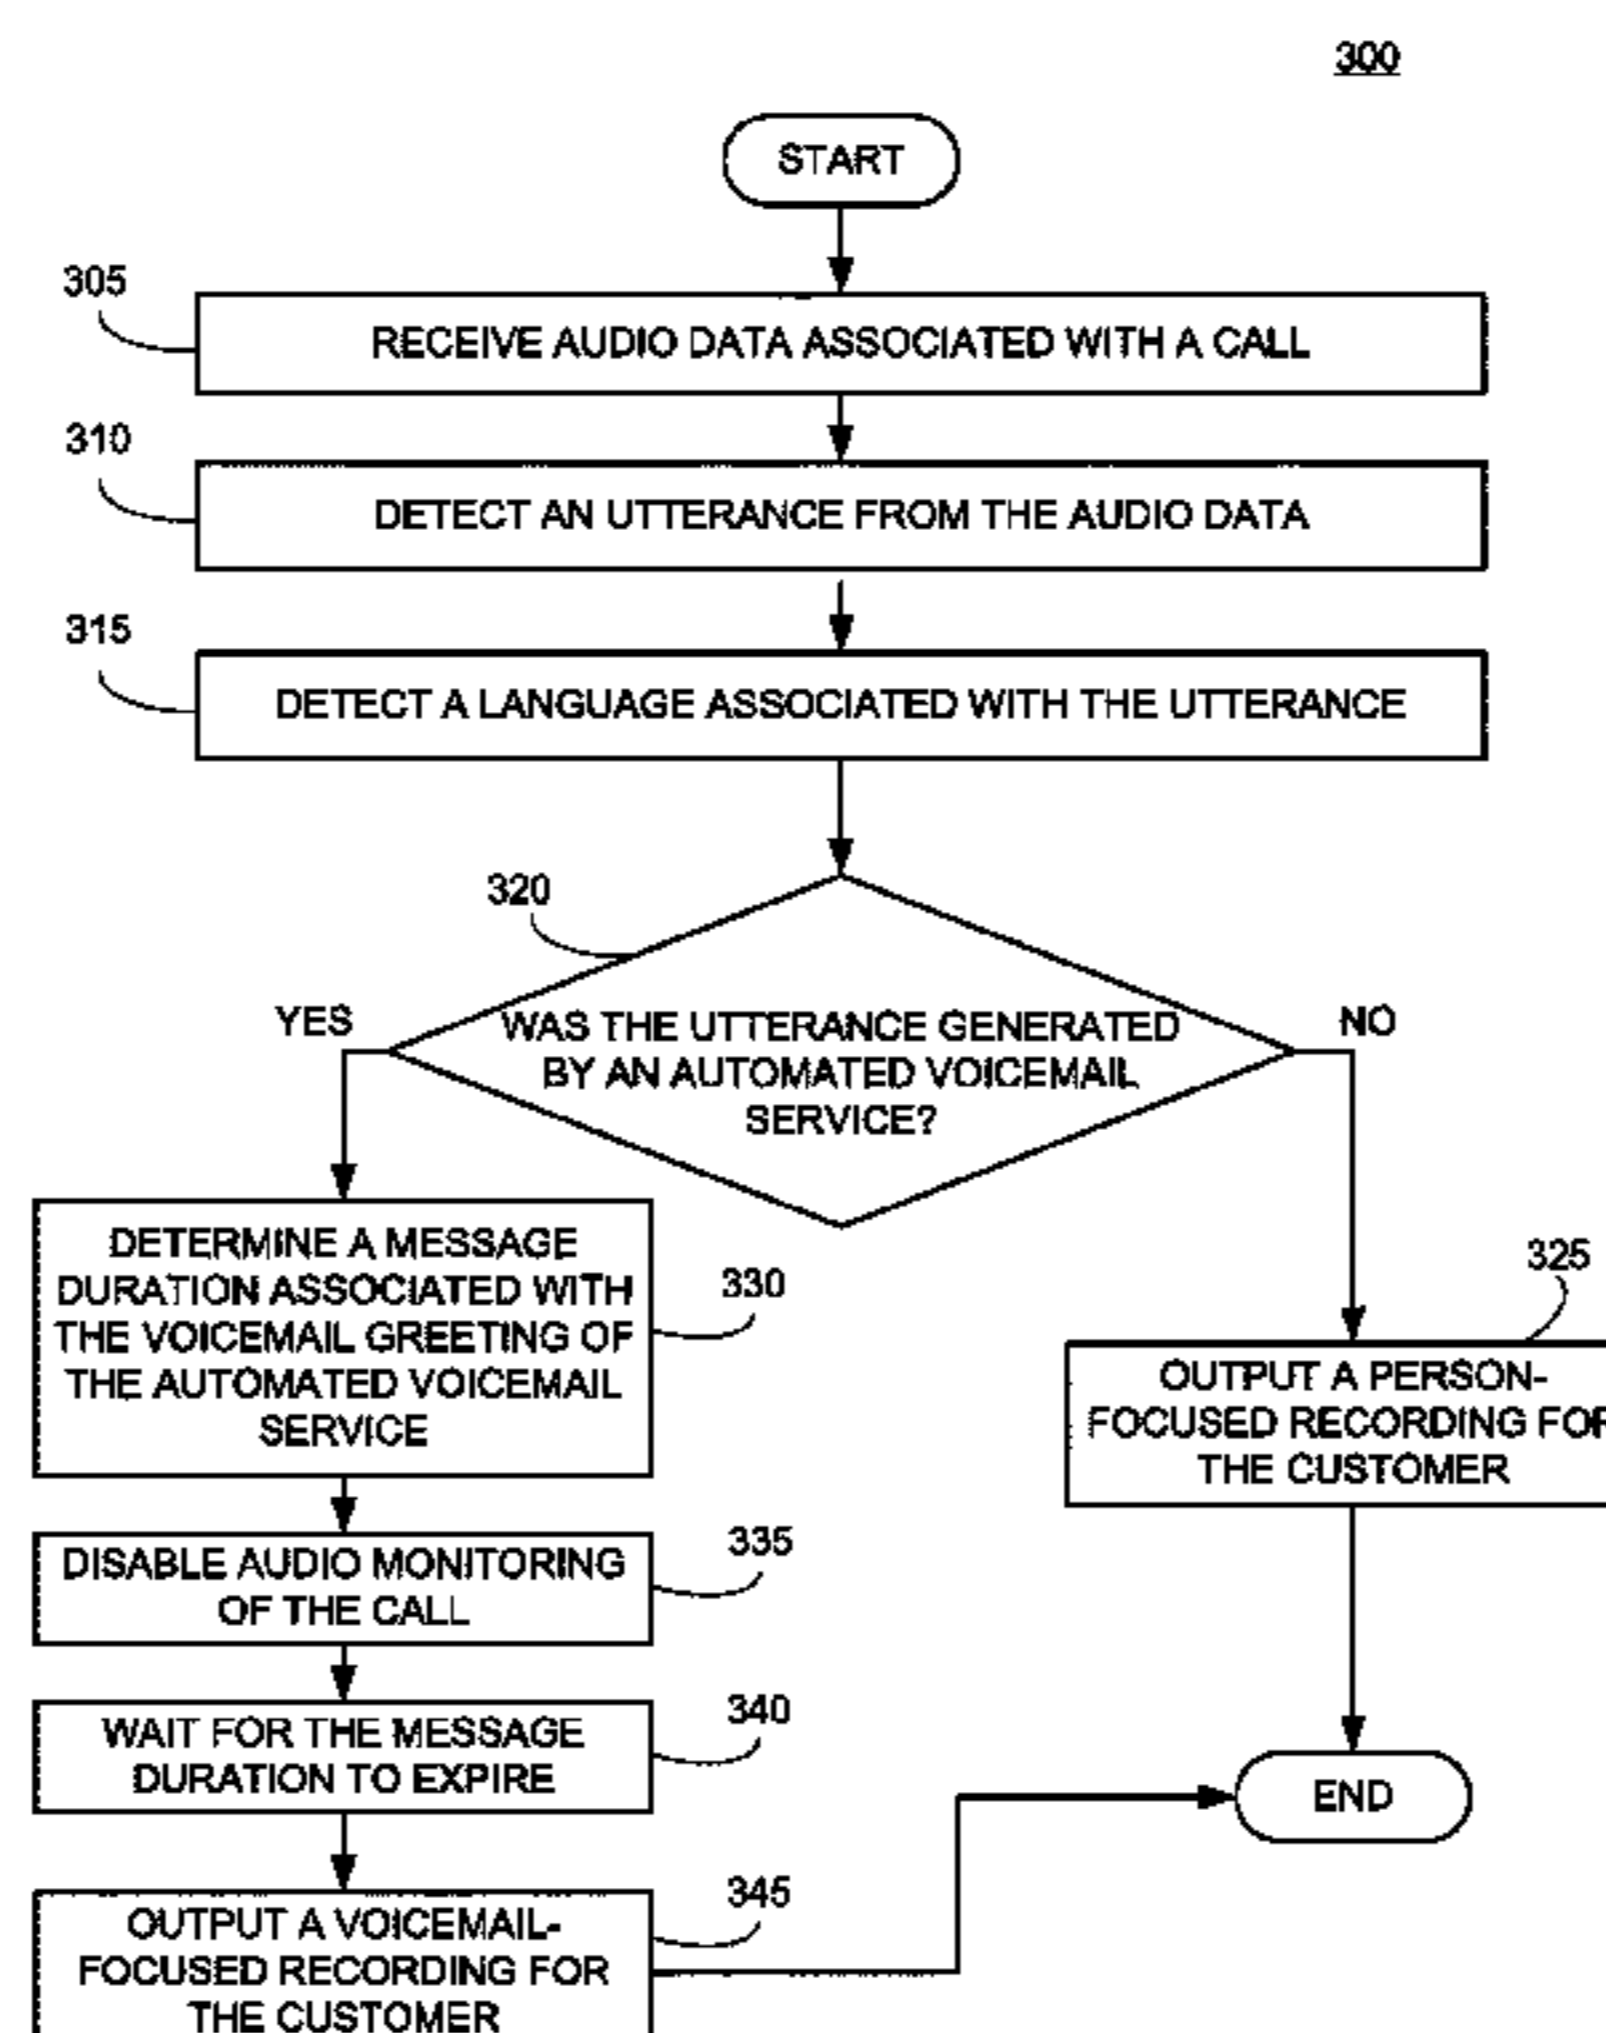 300
START
305
RECEIVE AUDIO DATA ASSOCIATED WITH A CALL
310
DETECT AN UTTERANCE FROM THE AUDIO DATA
315
DETECT A LANGUAGE ASSOCIATED WITH THE UTTERANCE
320
YES
NO
WAS THE UTTERANCE GENERATED
BY AN AUTOMATED VOICEMAIL
SERVICE?
DETERMINE A MESSAGE
DURATION ASSOCIATED WITH
THE VOICEMAIL GREETING OF
THE AUTOMATED VOICEMAIL
SERVICE
330
325
OUTPUT A PERSON-
FOCUSED RECORDING FOR
THE CUSTOMER
335
DISABLE AUDIO MONITORING
OF THE CALL
340
WAIT FOR THE MESSAGE
DURATION TO EXPIRE
END
345
OUTPUT A VOICEMAIL-
FOCUSED RECORDING FOR
THE CUSTOMER